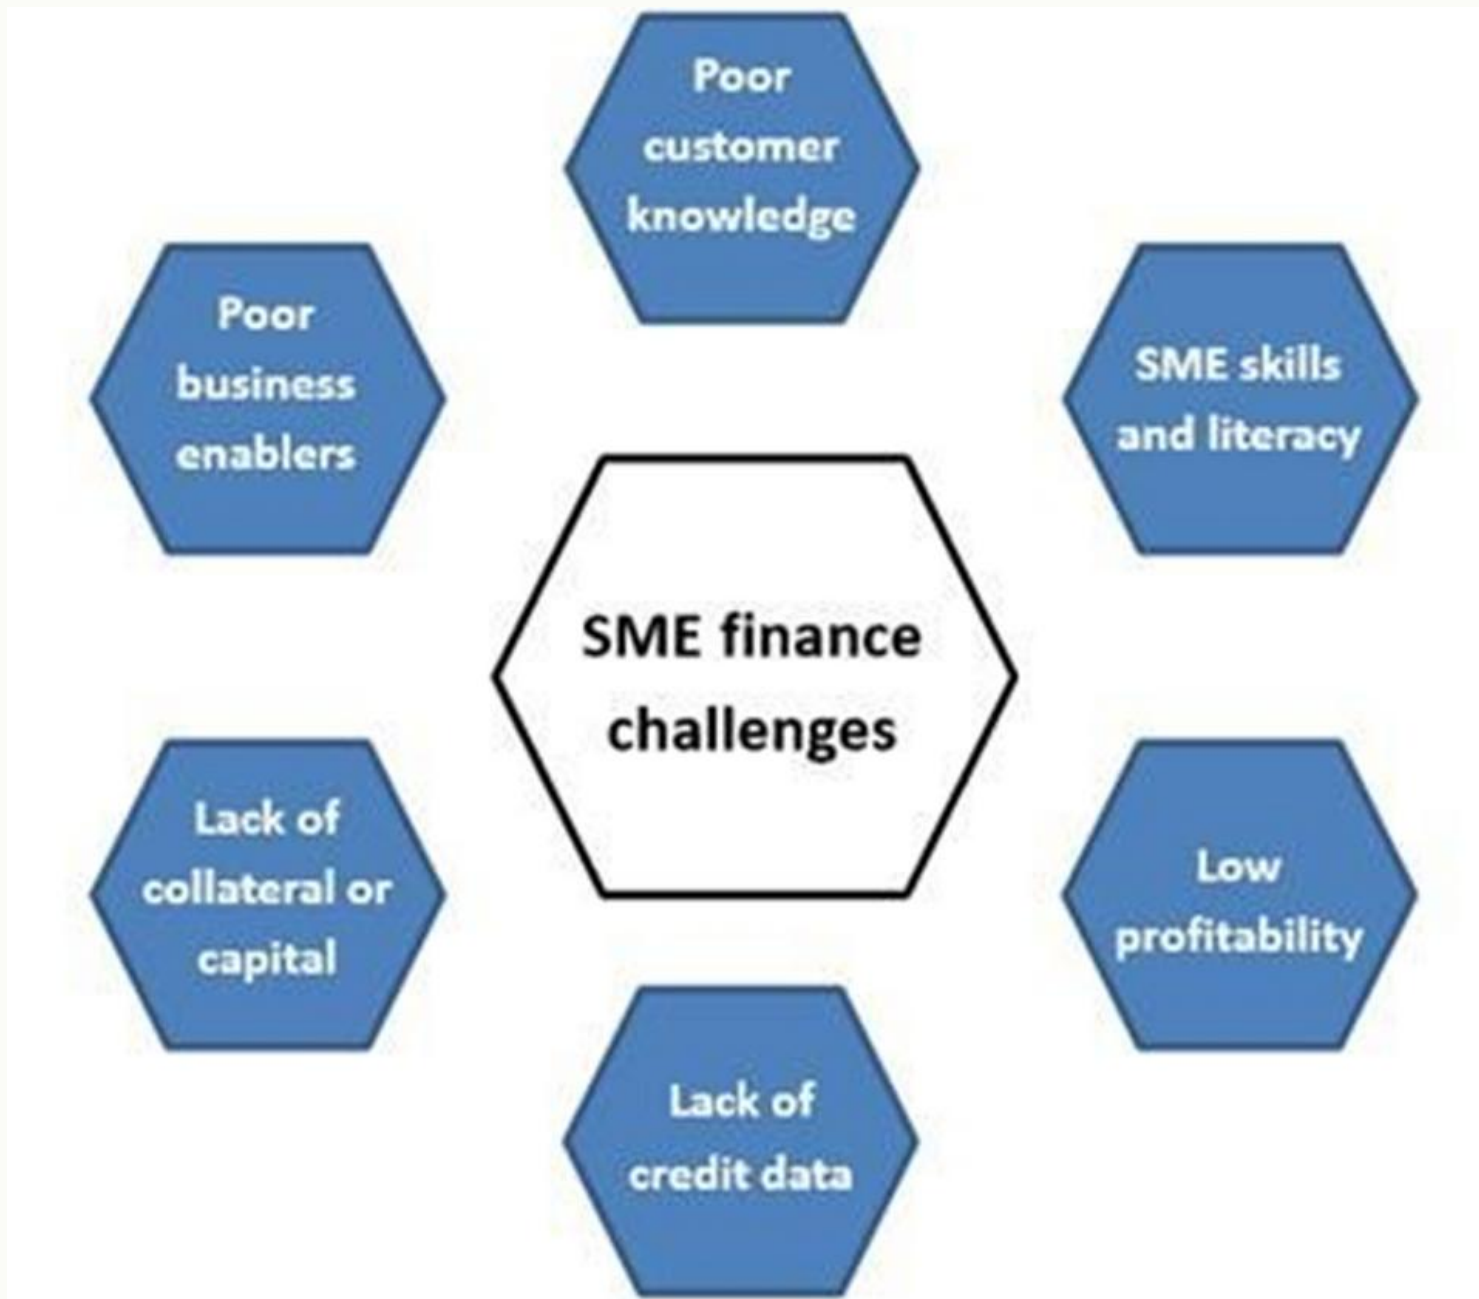 Poor
customer
knowledge
Poor
business
enablers
SME skills
and literacy
SME finance
challenges
Lack of
collateral or
capital
Low
profitability
Lack of
credit data